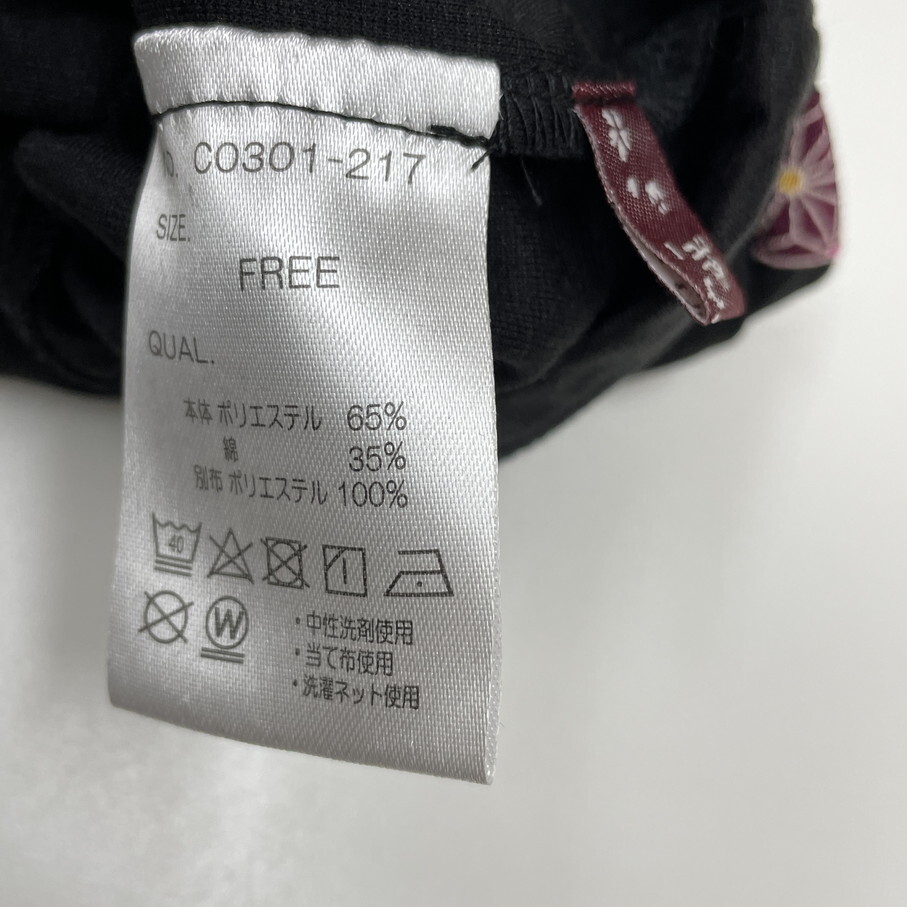 No. CO301-217
SIZE.
FREE
QUAL.
本体 ポリエステル 65%
綿 35%
別布 ポリエステル 100%
40
W
・中性洗剤使用
・当て布使用
・洗濯ネット使用